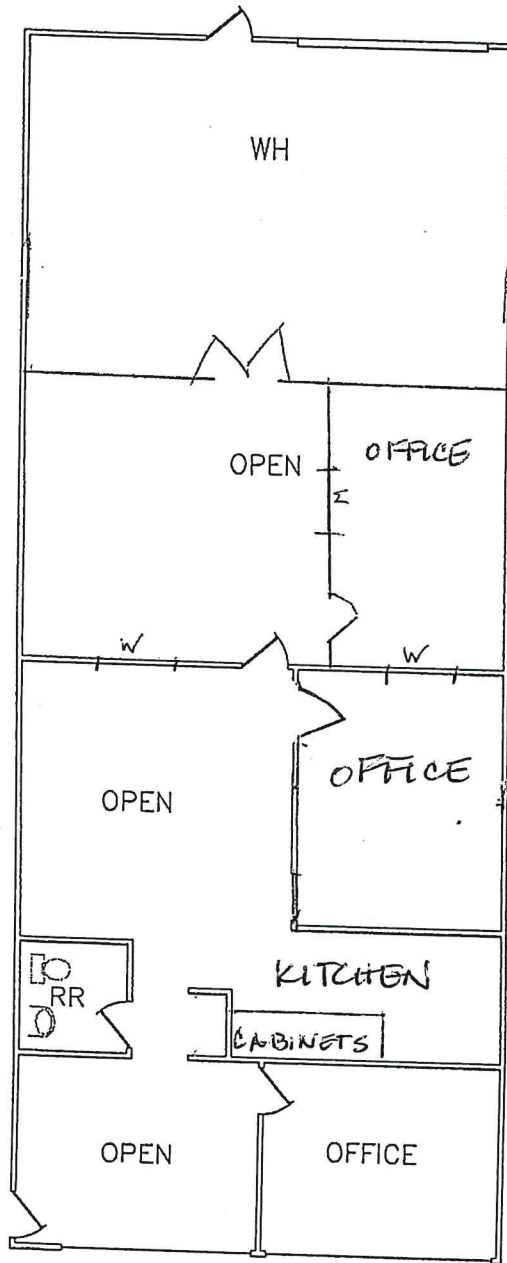 WH
OPEN
OFFICE
W
W
W
OPEN
OFFICE
KITCHEN
RR
CABINETS
OPEN
OFFICE